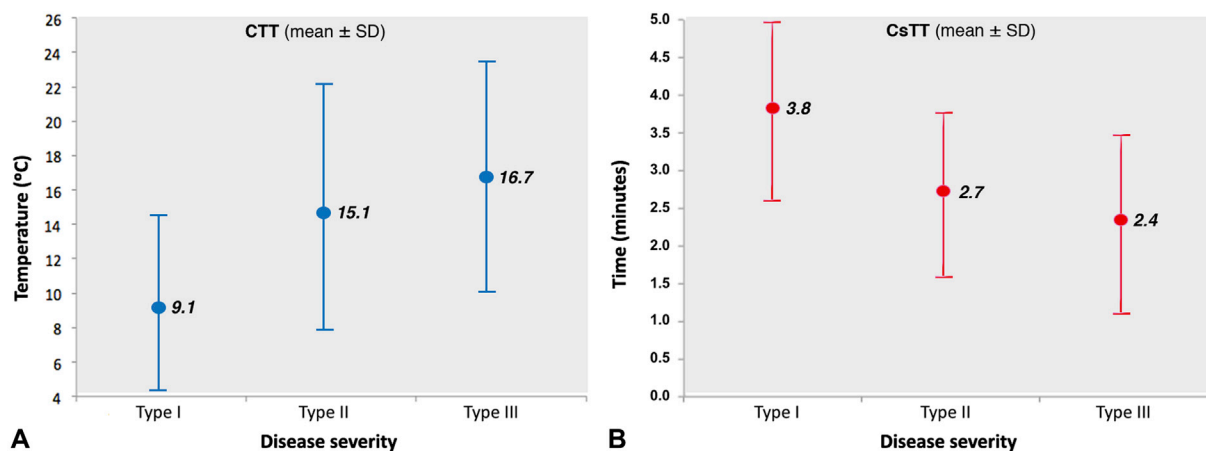 CTT (mean ± SD)
26
24
22
20
18
16
14
12
10
8
6
4
Temperature (ºC)
9.1
15.1
16.7
Type I Type II Type III
Disease severity
A
CsTT (mean ± SD)
5.0
4.5
4.0
3.5
3.0
2.5
2.0
1.5
1.0
0.5
0.0
Time (minutes)
3.8
2.7
2.4
Type I Type II Type III
Disease severity
B